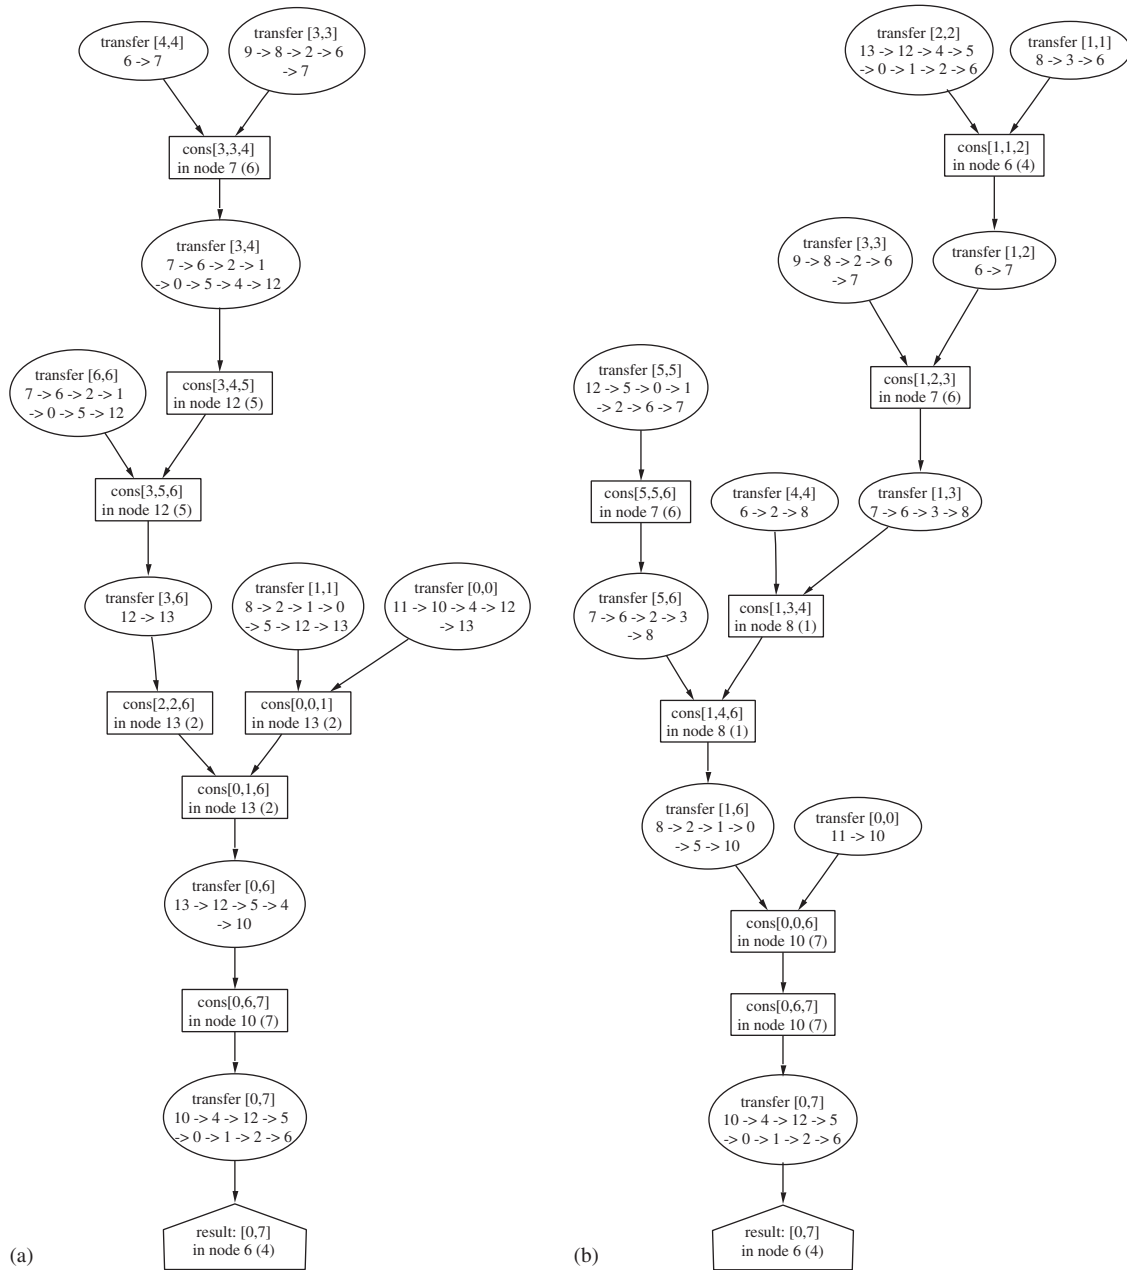 transfer [4,4]
6 -> 7
transfer [3,3]
9 -> 8 -> 2 -> 6
-> 7
cons[3,3,4]
in node 7 (6)
transfer [3,4]
7 -> 6 -> 2 -> 1
-> 0 -> 5 -> 4 -> 12
transfer [6,6]
7 -> 6 -> 2 -> 1
-> 0 -> 5 -> 12
cons[3,4,5]
in node 12 (5)
cons[3,5,6]
in node 12 (5)
transfer [3,6]
12 -> 13
transfer [1,1]
8 -> 2 -> 1 -> 0
-> 5 -> 12 -> 13
transfer [0,0]
11 -> 10 -> 4 -> 12
-> 13
cons[2,2,6]
in node 13 (2)
cons[0,0,1]
in node 13 (2)
cons[0,1,6]
in node 13 (2)
transfer [0,6]
13 -> 12 -> 5 -> 4
-> 10
cons[0,6,7]
in node 10 (7)
transfer [0,7]
10 -> 4 -> 12 -> 5
-> 0 -> 1 -> 2 -> 6
result: [0,7]
in node 6 (4)
(a)
transfer [2,2]
13 -> 12 -> 4 -> 5
-> 0 -> 1 -> 2 -> 6
transfer [1,1]
8 -> 3 -> 6
cons[1,1,2]
in node 6 (4)
transfer [3,3]
9 -> 8 -> 2 -> 6
-> 7
transfer [1,2]
6 -> 7
transfer [5,5]
12 -> 5 -> 0 -> 1
-> 2 -> 6 -> 7
cons[1,2,3]
in node 7 (6)
cons[5,5,6]
in node 7 (6)
transfer [4,4]
6 -> 2 -> 8
transfer [1,3]
7 -> 6 -> 3 -> 8
transfer [5,6]
7 -> 6 -> 2 -> 3
-> 8
cons[1,3,4]
in node 8 (1)
cons[1,4,6]
in node 8 (1)
transfer [1,6]
8 -> 2 -> 1 -> 0
-> 5 -> 10
transfer [0,0]
11 -> 10
cons[0,0,6]
in node 10 (7)
cons[0,6,7]
in node 10 (7)
transfer [0,7]
10 -> 4 -> 12 -> 5
-> 0 -> 1 -> 2 -> 6
result: [0,7]
in node 6 (4)
(b)